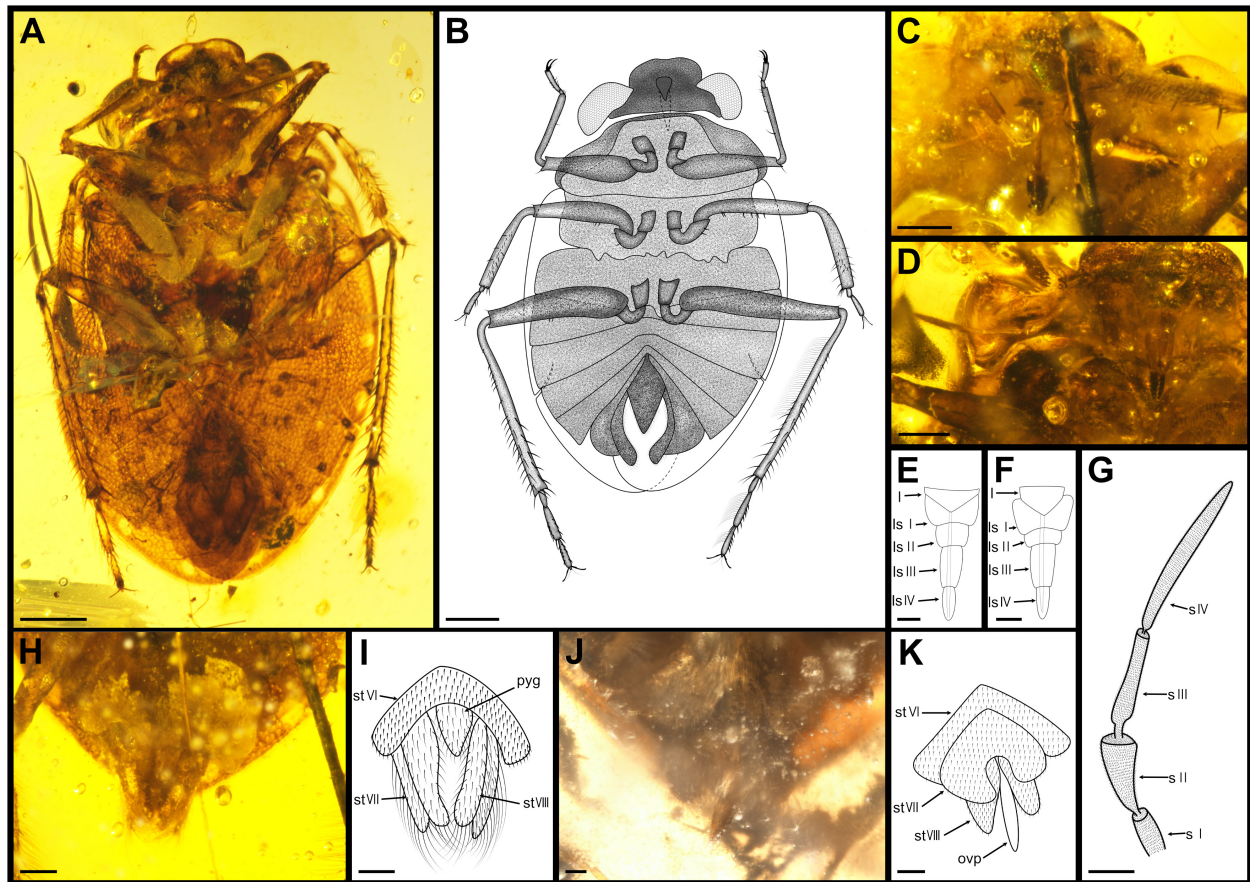 A
B
C
D
E
I
ls I
ls II
ls III
ls IV
F
I
ls I
ls II
ls III
ls IV
G
s IV
s III
s II
s I
H
I
pyg
st VI
st VII
st VIII
J
K
st VI
st VII
st VIII
ovp